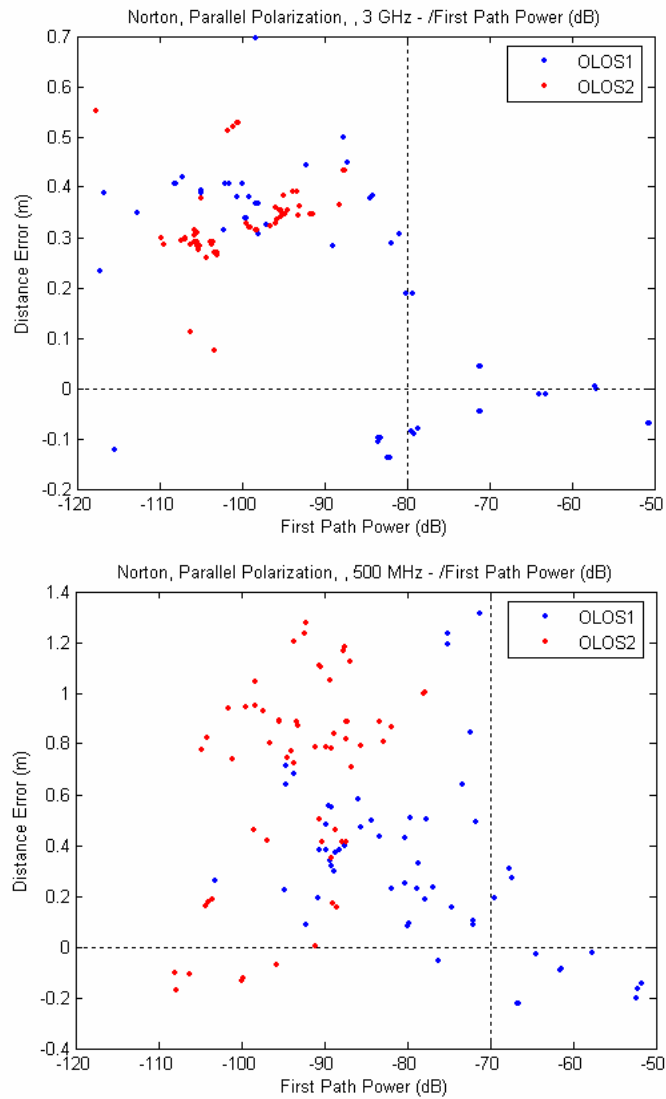 Norton, Parallel Polarization, , 3 GHz - /First Path Power (dB)
0.7
0.6
0.5
0.4
0.3
0.2
0.1
0
-0.1
-0.2
Distance Error (m)
OLOS1
OLOS2
-120 -110 -100 -90 -80 -70 -60 -50
First Path Power (dB)
Norton, Parallel Polarization, , 500 MHz - /First Path Power (dB)
1.4
1.2
1
0.8
0.6
0.4
0.2
0
-0.2
-0.4
Distance Error (m)
OLOS1
OLOS2
-120 -110 -100 -90 -80 -70 -60 -50
First Path Power (dB)